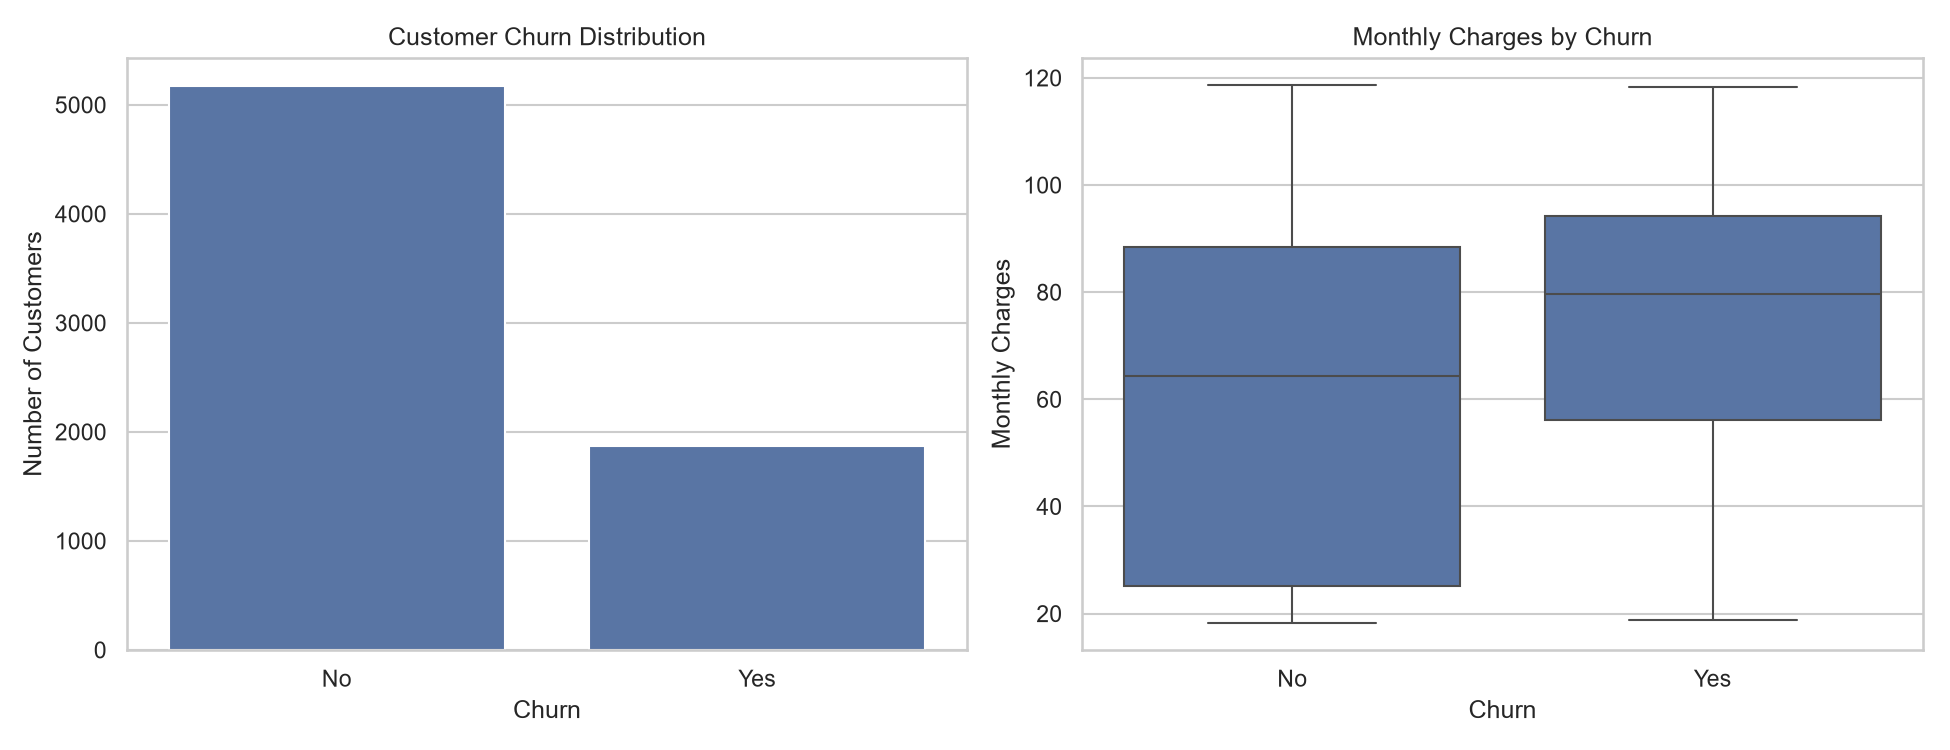 Customer Churn Distribution
Number of Customers
5000
4000
3000
2000
1000
0
No
Yes
Churn
Monthly Charges by Churn
Monthly Charges
120
100
80
60
40
20
No
Yes
Churn